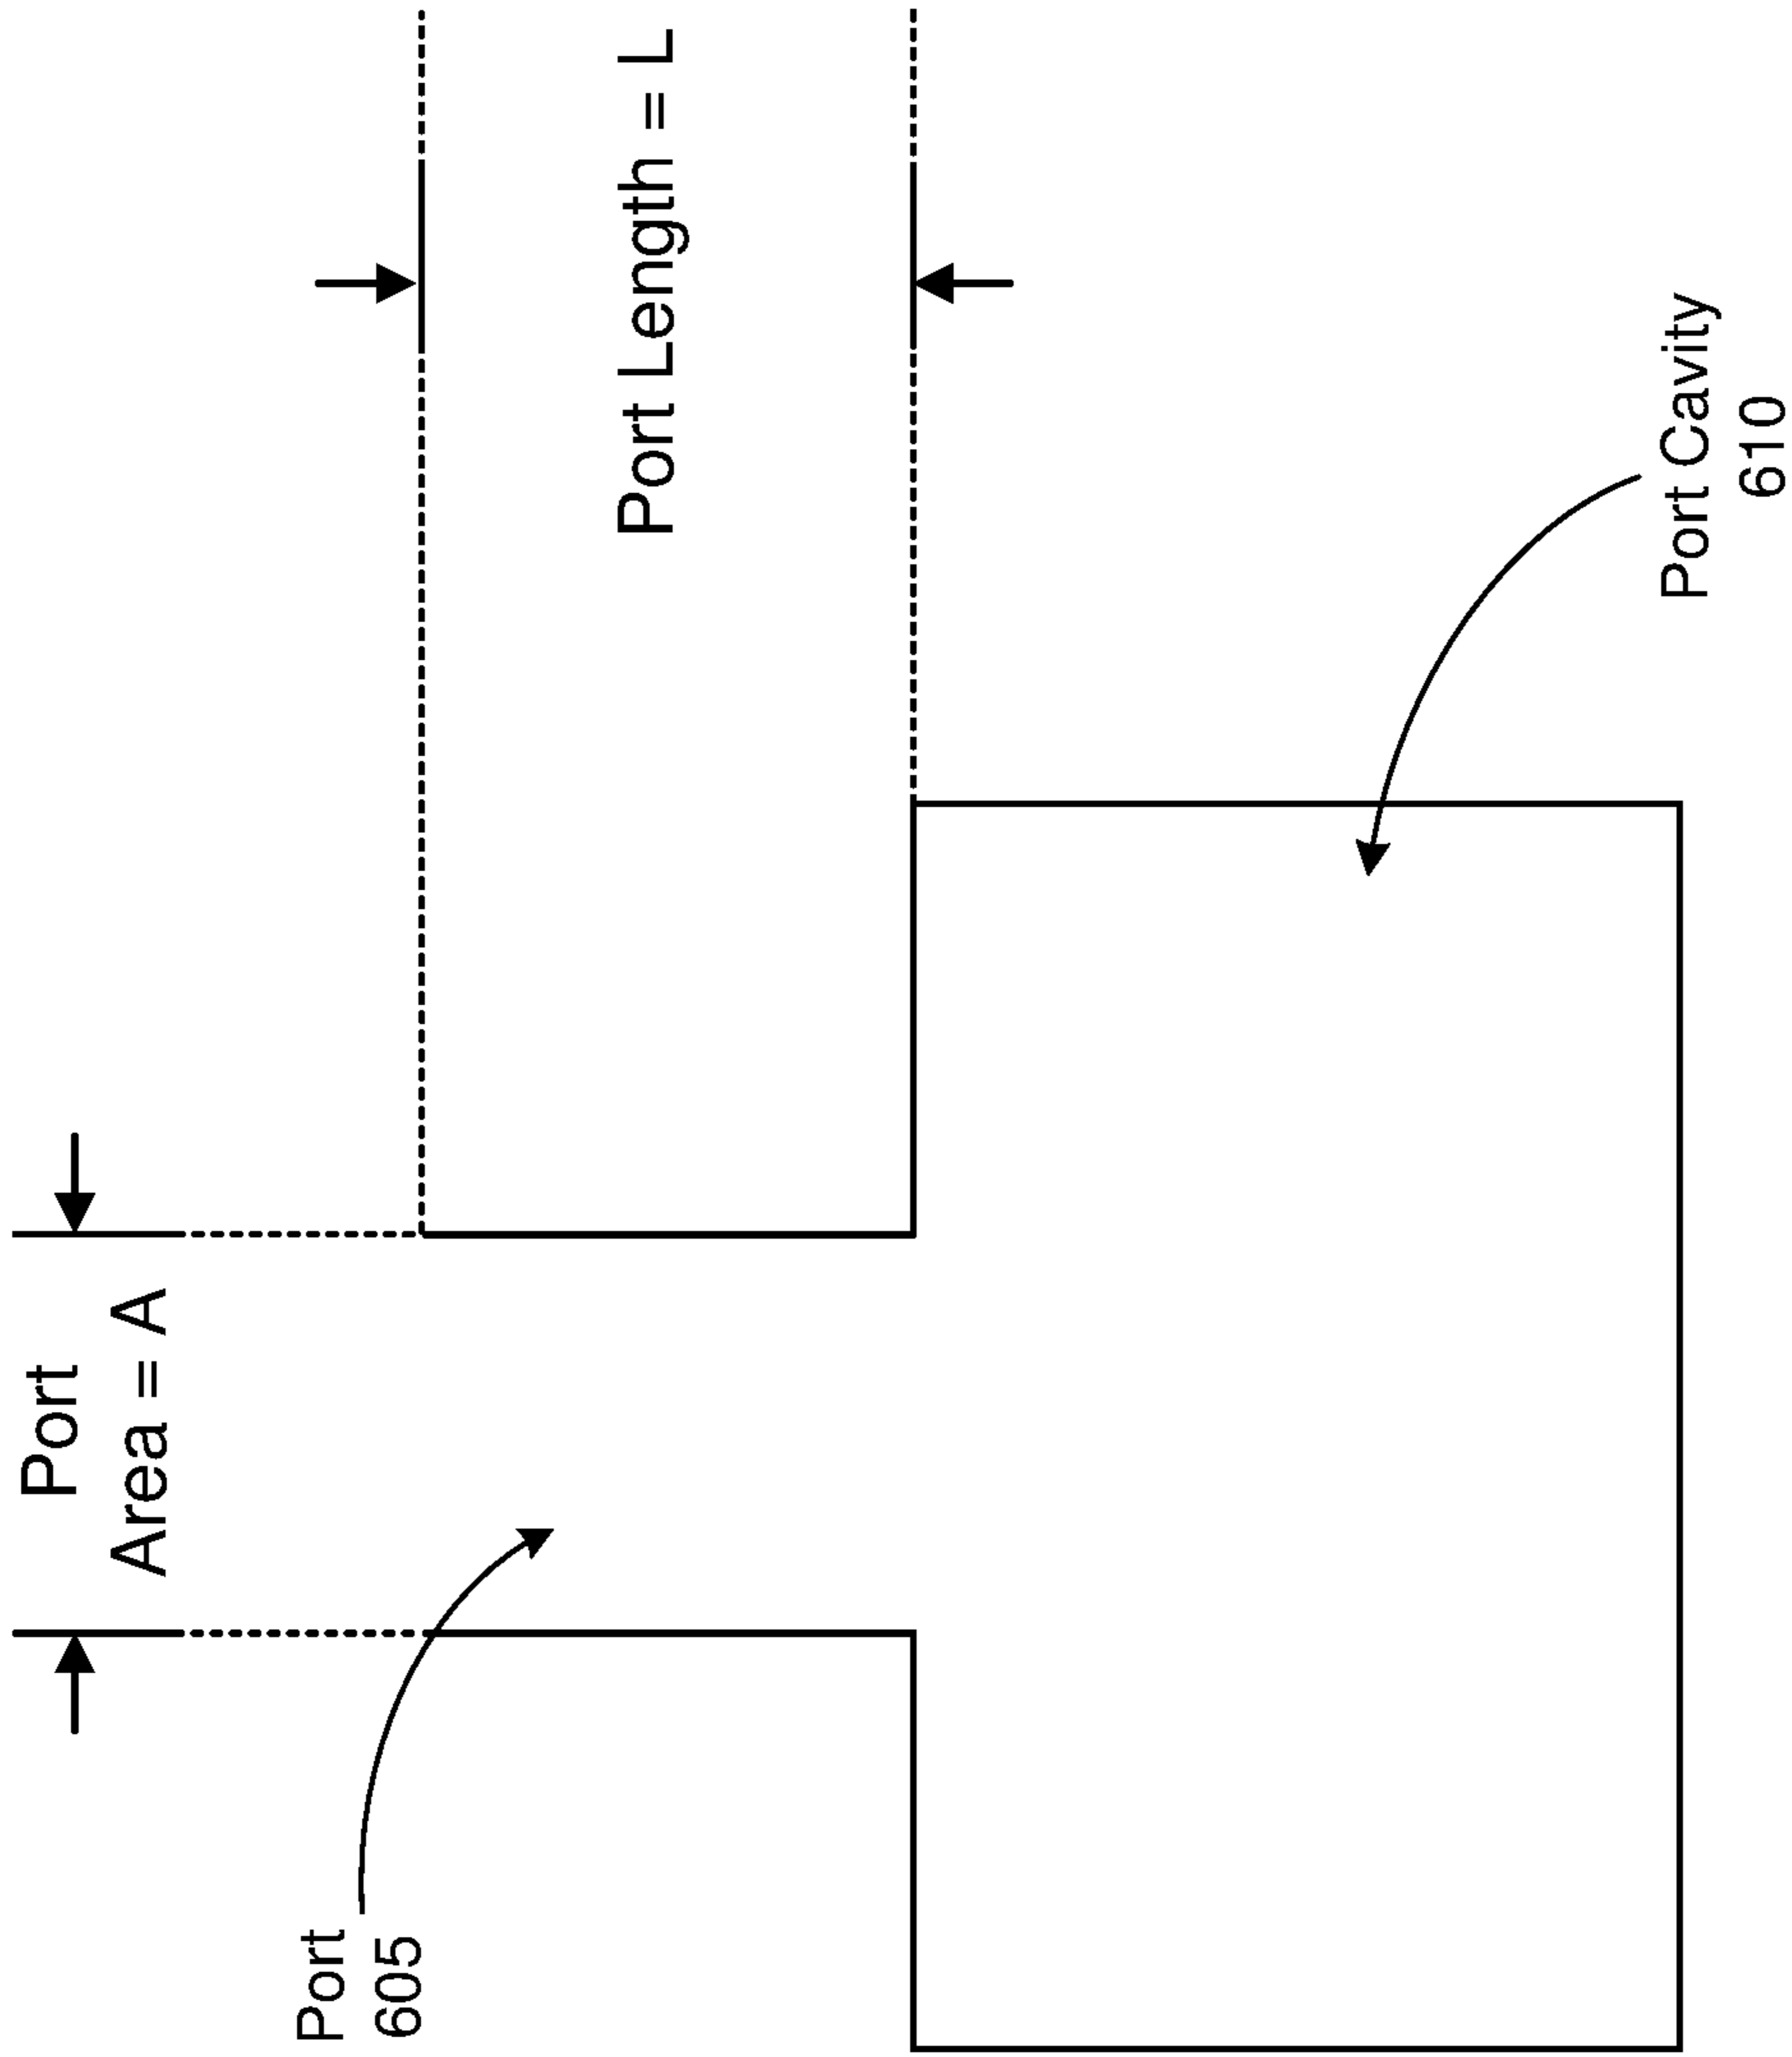 Port
Area = A
Port Length = L
Port
605
Port Cavity
610